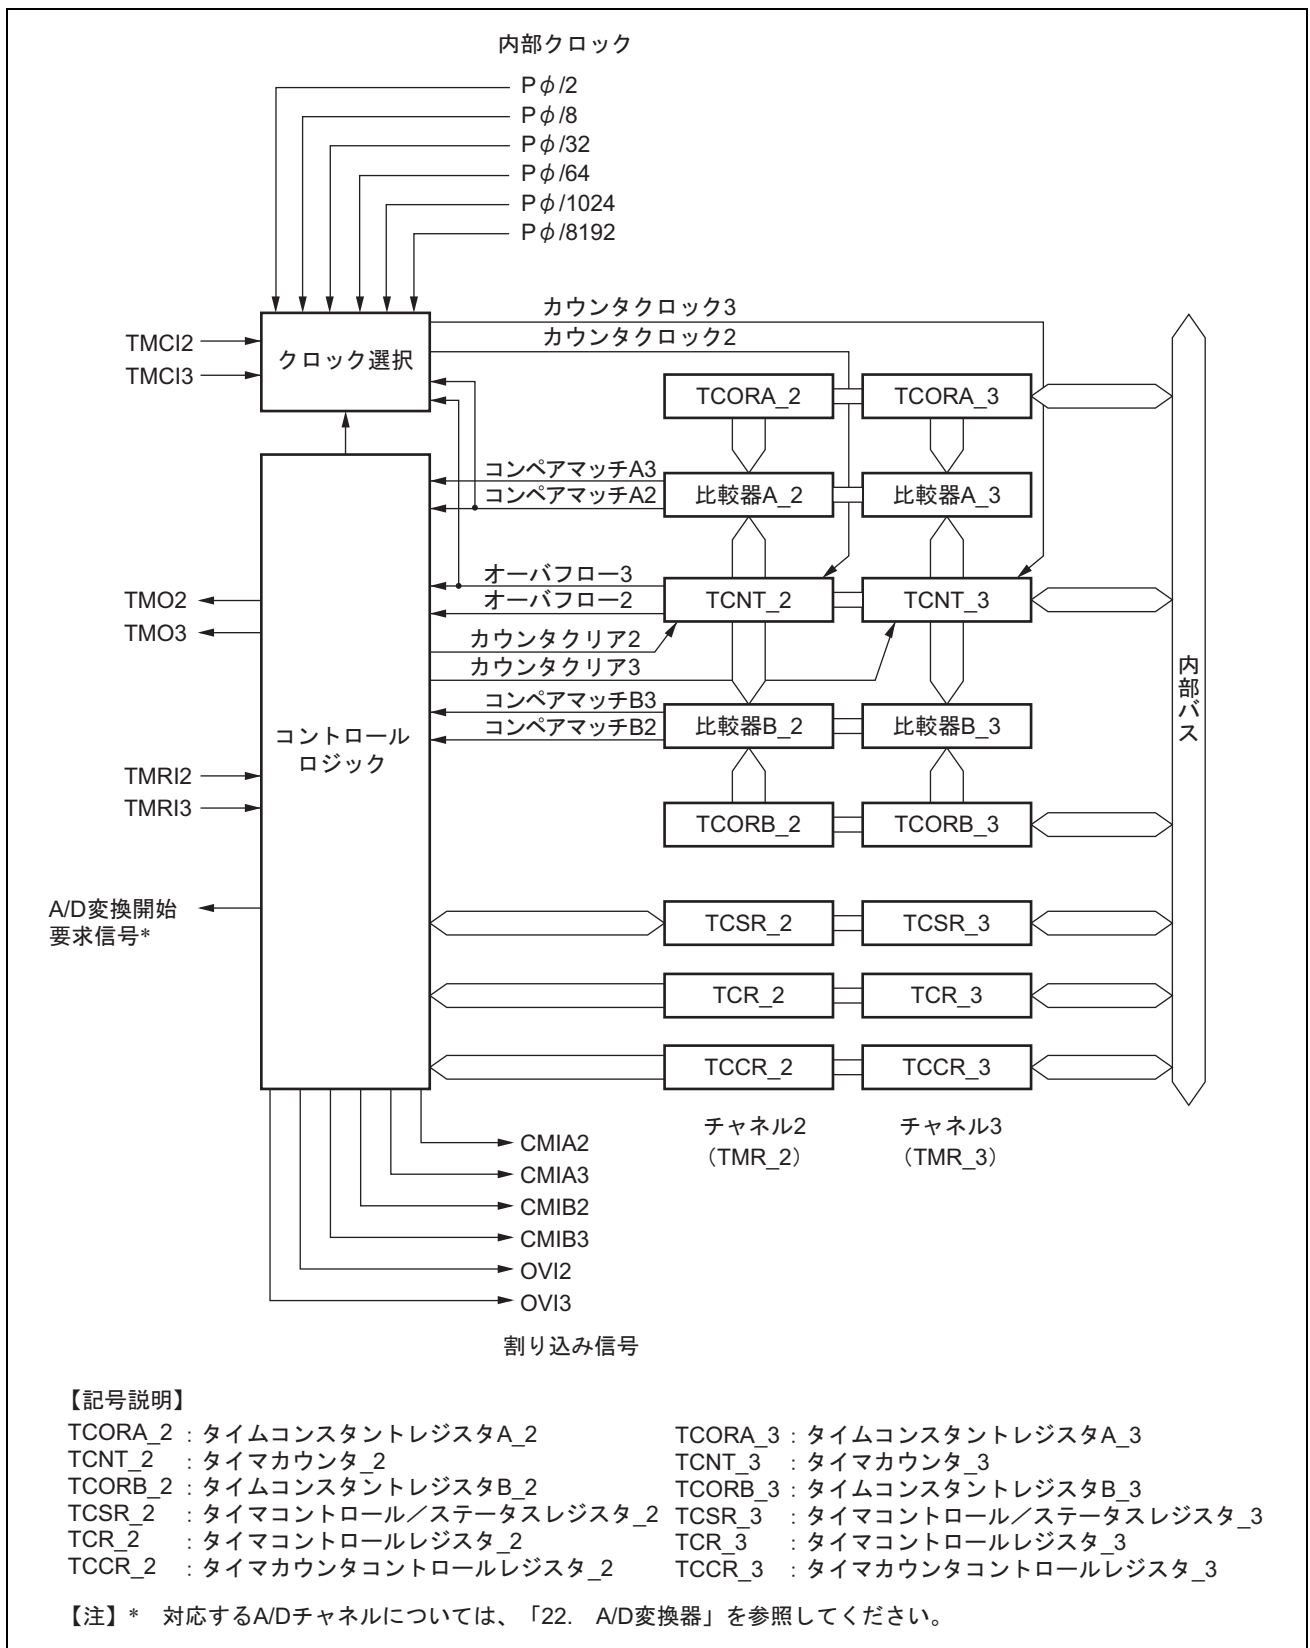 内部クロック
Pφ/2
Pφ/8
Pφ/32
Pφ/64
Pφ/1024
Pφ/8192
カウンタクロック3
カウンタクロック2
TMCI2
TMCI3
クロック選択
TCORA_2
TCORA_3
コンペアマッチA3
コンペアマッチA2
比較器A_2
比較器A_3
オーバフロー3
オーバフロー2
TCNT_2
TCNT_3
TMO2
TMO3
カウンタクリア2
カウンタクリア3
コンペアマッチB3
コンペアマッチB2
比較器B_2
比較器B_3
内部バス
コントロール
ロジック
TMRI2
TMRI3
TCORB_2
TCORB_3
A/D変換開始
要求信号*
TCSR_2
TCSR_3
TCR_2
TCR_3
TCCR_2
TCCR_3
チャネル2
（TMR_2）
チャネル3
（TMR_3）
CMIA2
CMIA3
CMIB2
CMIB3
OVI2
OVI3
割り込み信号
【記号説明】
TCORA_2 : タイムコンスタントレジスタA_2
TCNT_2 : タイマカウンタ_2
TCORB_2 : タイムコンスタントレジスタB_2
TCSR_2 : タイマコントロール／ステータスレジスタ_2
TCR_2 : タイマコントロールレジスタ_2
TCCR_2 : タイマカウンタコントロールレジスタ_2
TCORA_3 : タイムコンスタントレジスタA_3
TCNT_3 : タイマカウンタ_3
TCORB_3 : タイムコンスタントレジスタB_3
TCSR_3 : タイマコントロール／ステータスレジスタ_3
TCR_3 : タイマコントロールレジスタ_3
TCCR_3 : タイマカウンタコントロールレジスタ_3
【注】* 対応するA/Dチャネルについては、「22. A/D変換器」を参照してください。